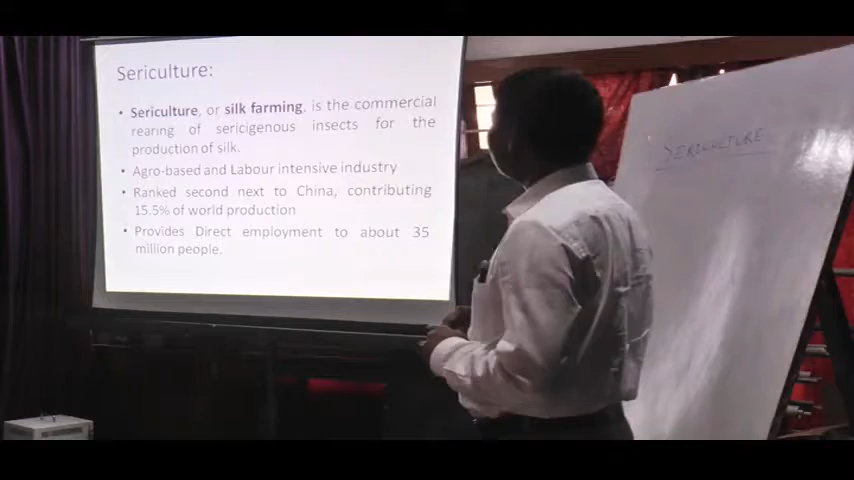 Sericulture:
• Sericulture, or silk farming, is the commercial
rearing of sericigenous insects for the
production of silk.
• Agro-based and Labour intensive industry
• Ranked second next to China, contributing
15.5% of world production
• Provides Direct employment to about 35
million people.
SERICULTURE